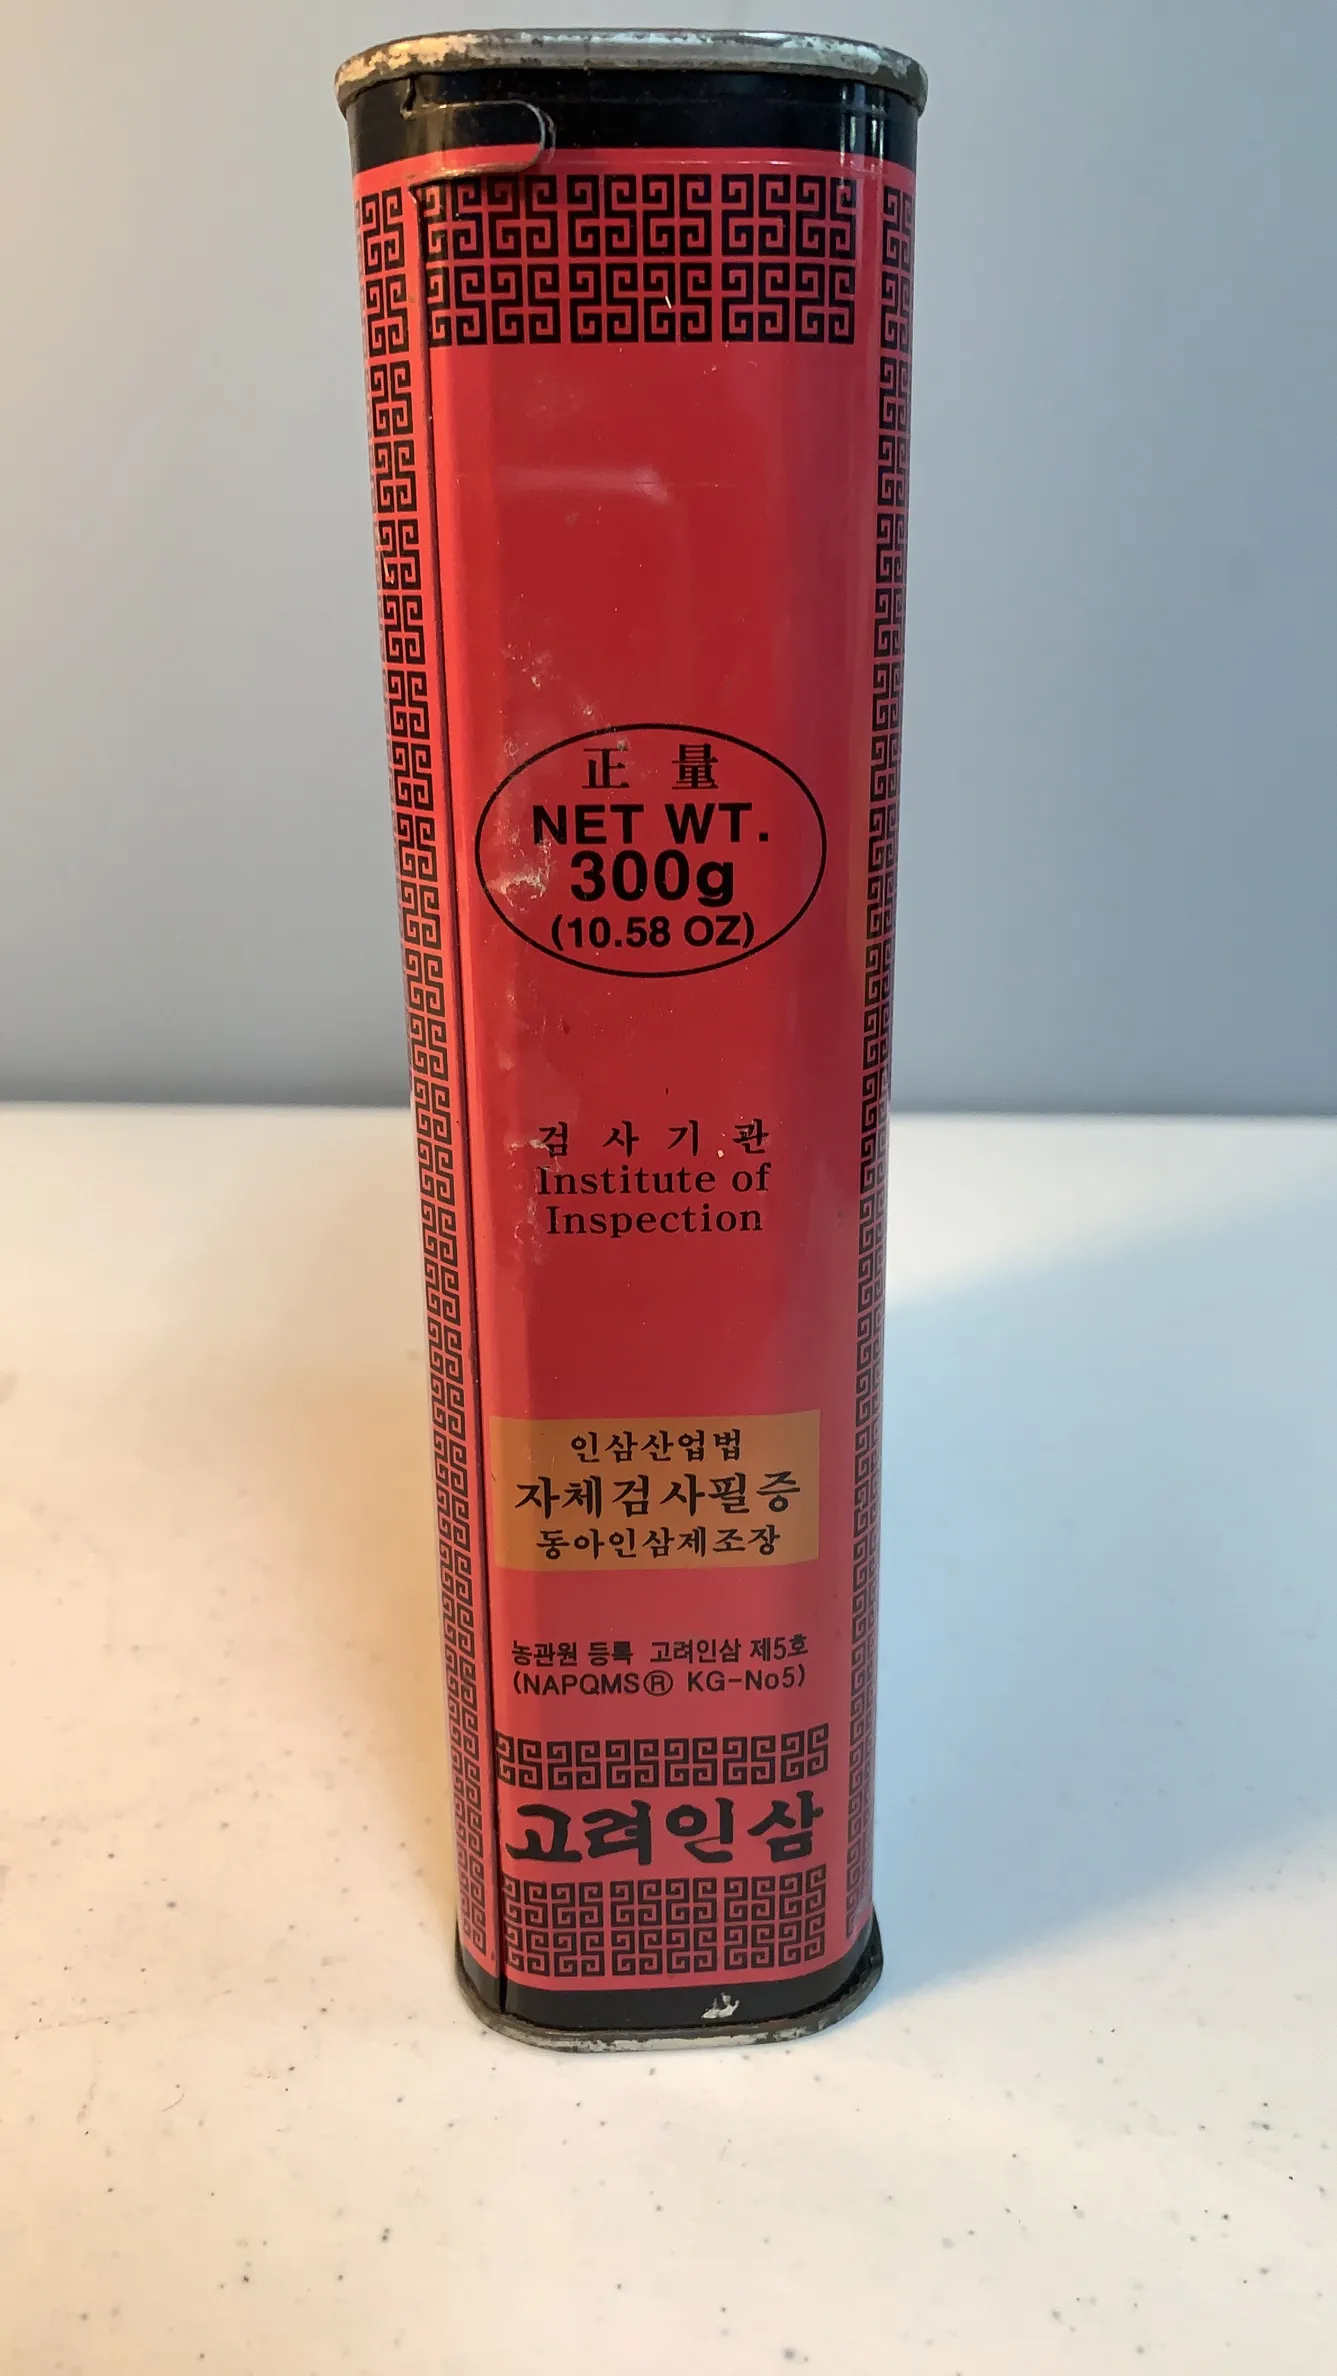 正 量
NET WT.
300g
(10.58 OZ)
검 사 기 관
Institute of
Inspection
인삼산업법
자체검사필증
동아인삼제조장
농관원 등록 고려인삼 제5호
(NAPQMS® KG-No5)
고려인삼